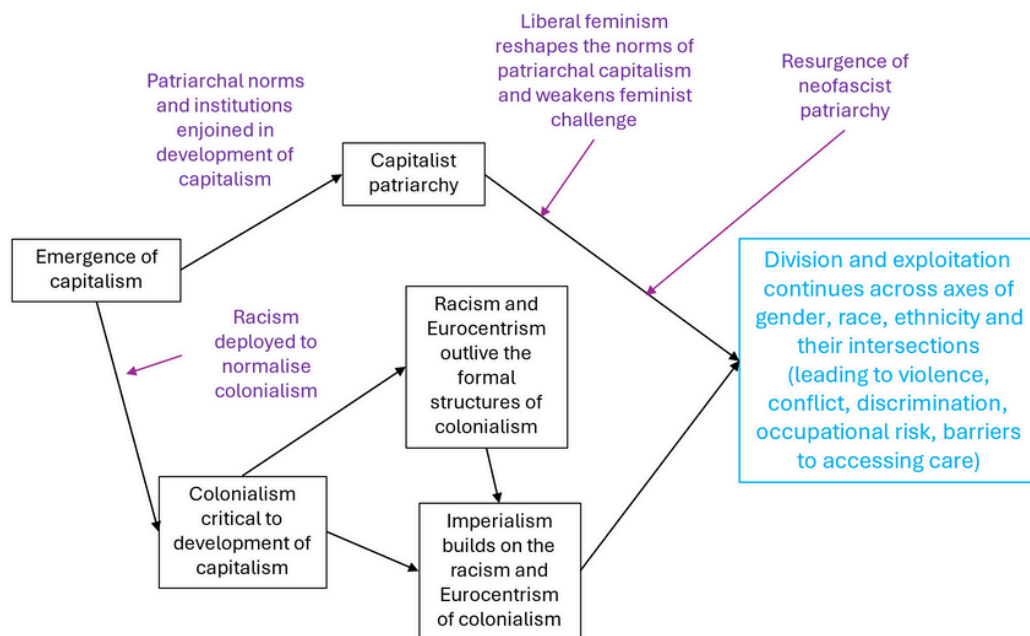 Liberal feminism
reshapes the norms of
patriarchal capitalism
and weakens feminist
challenge
Resurgence of
neofascist
patriarchy
Patriarchal norms
and institutions
enjoined in
development of
capitalism
Capitalist
patriarchy
Emergence of
capitalism
Racism
deployed to
normalise
colonialism
Racism and
Eurocentrism
outlive the
formal
structures of
colonialism
Division and exploitation
continues across axes of
gender, race, ethnicity and
their intersections
(leading to violence,
conflict, discrimination,
occupational risk, barriers
to accessing care)
Colonialism
critical to
development of
capitalism
Imperialism
builds on the
racism and
Eurocentrism
of colonialism